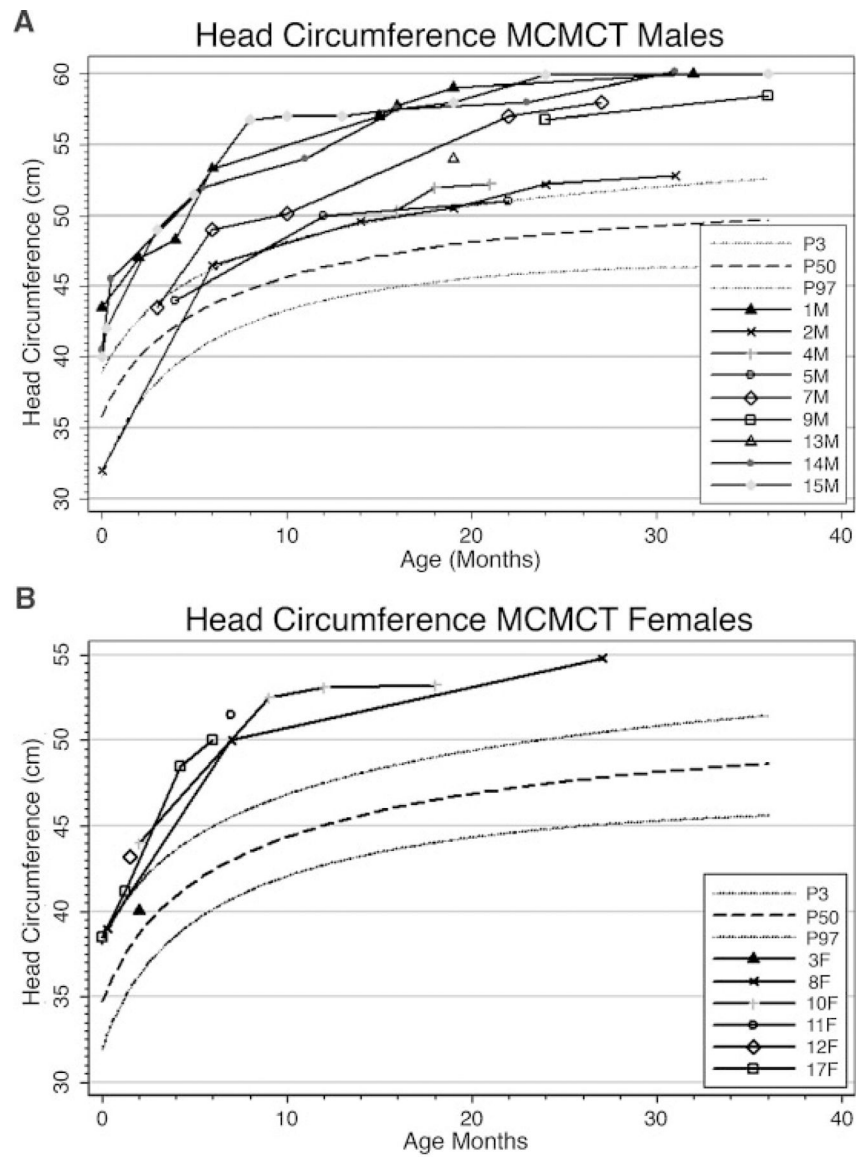 A
Head Circumference MCMCT Males
Head Circumference (cm)
60
55
50
45
40
35
30
P3
P50
P97
1M
2M
4M
5M
7M
9M
13M
14M
15M
0 10 20 30 40
Age (Months)
B
Head Circumference MCMCT Females
Head Circumference (cm)
55
50
45
40
35
30
P3
P50
P97
3F
8F
10F
11F
12F
17F
0 10 20 30 40
Age Months